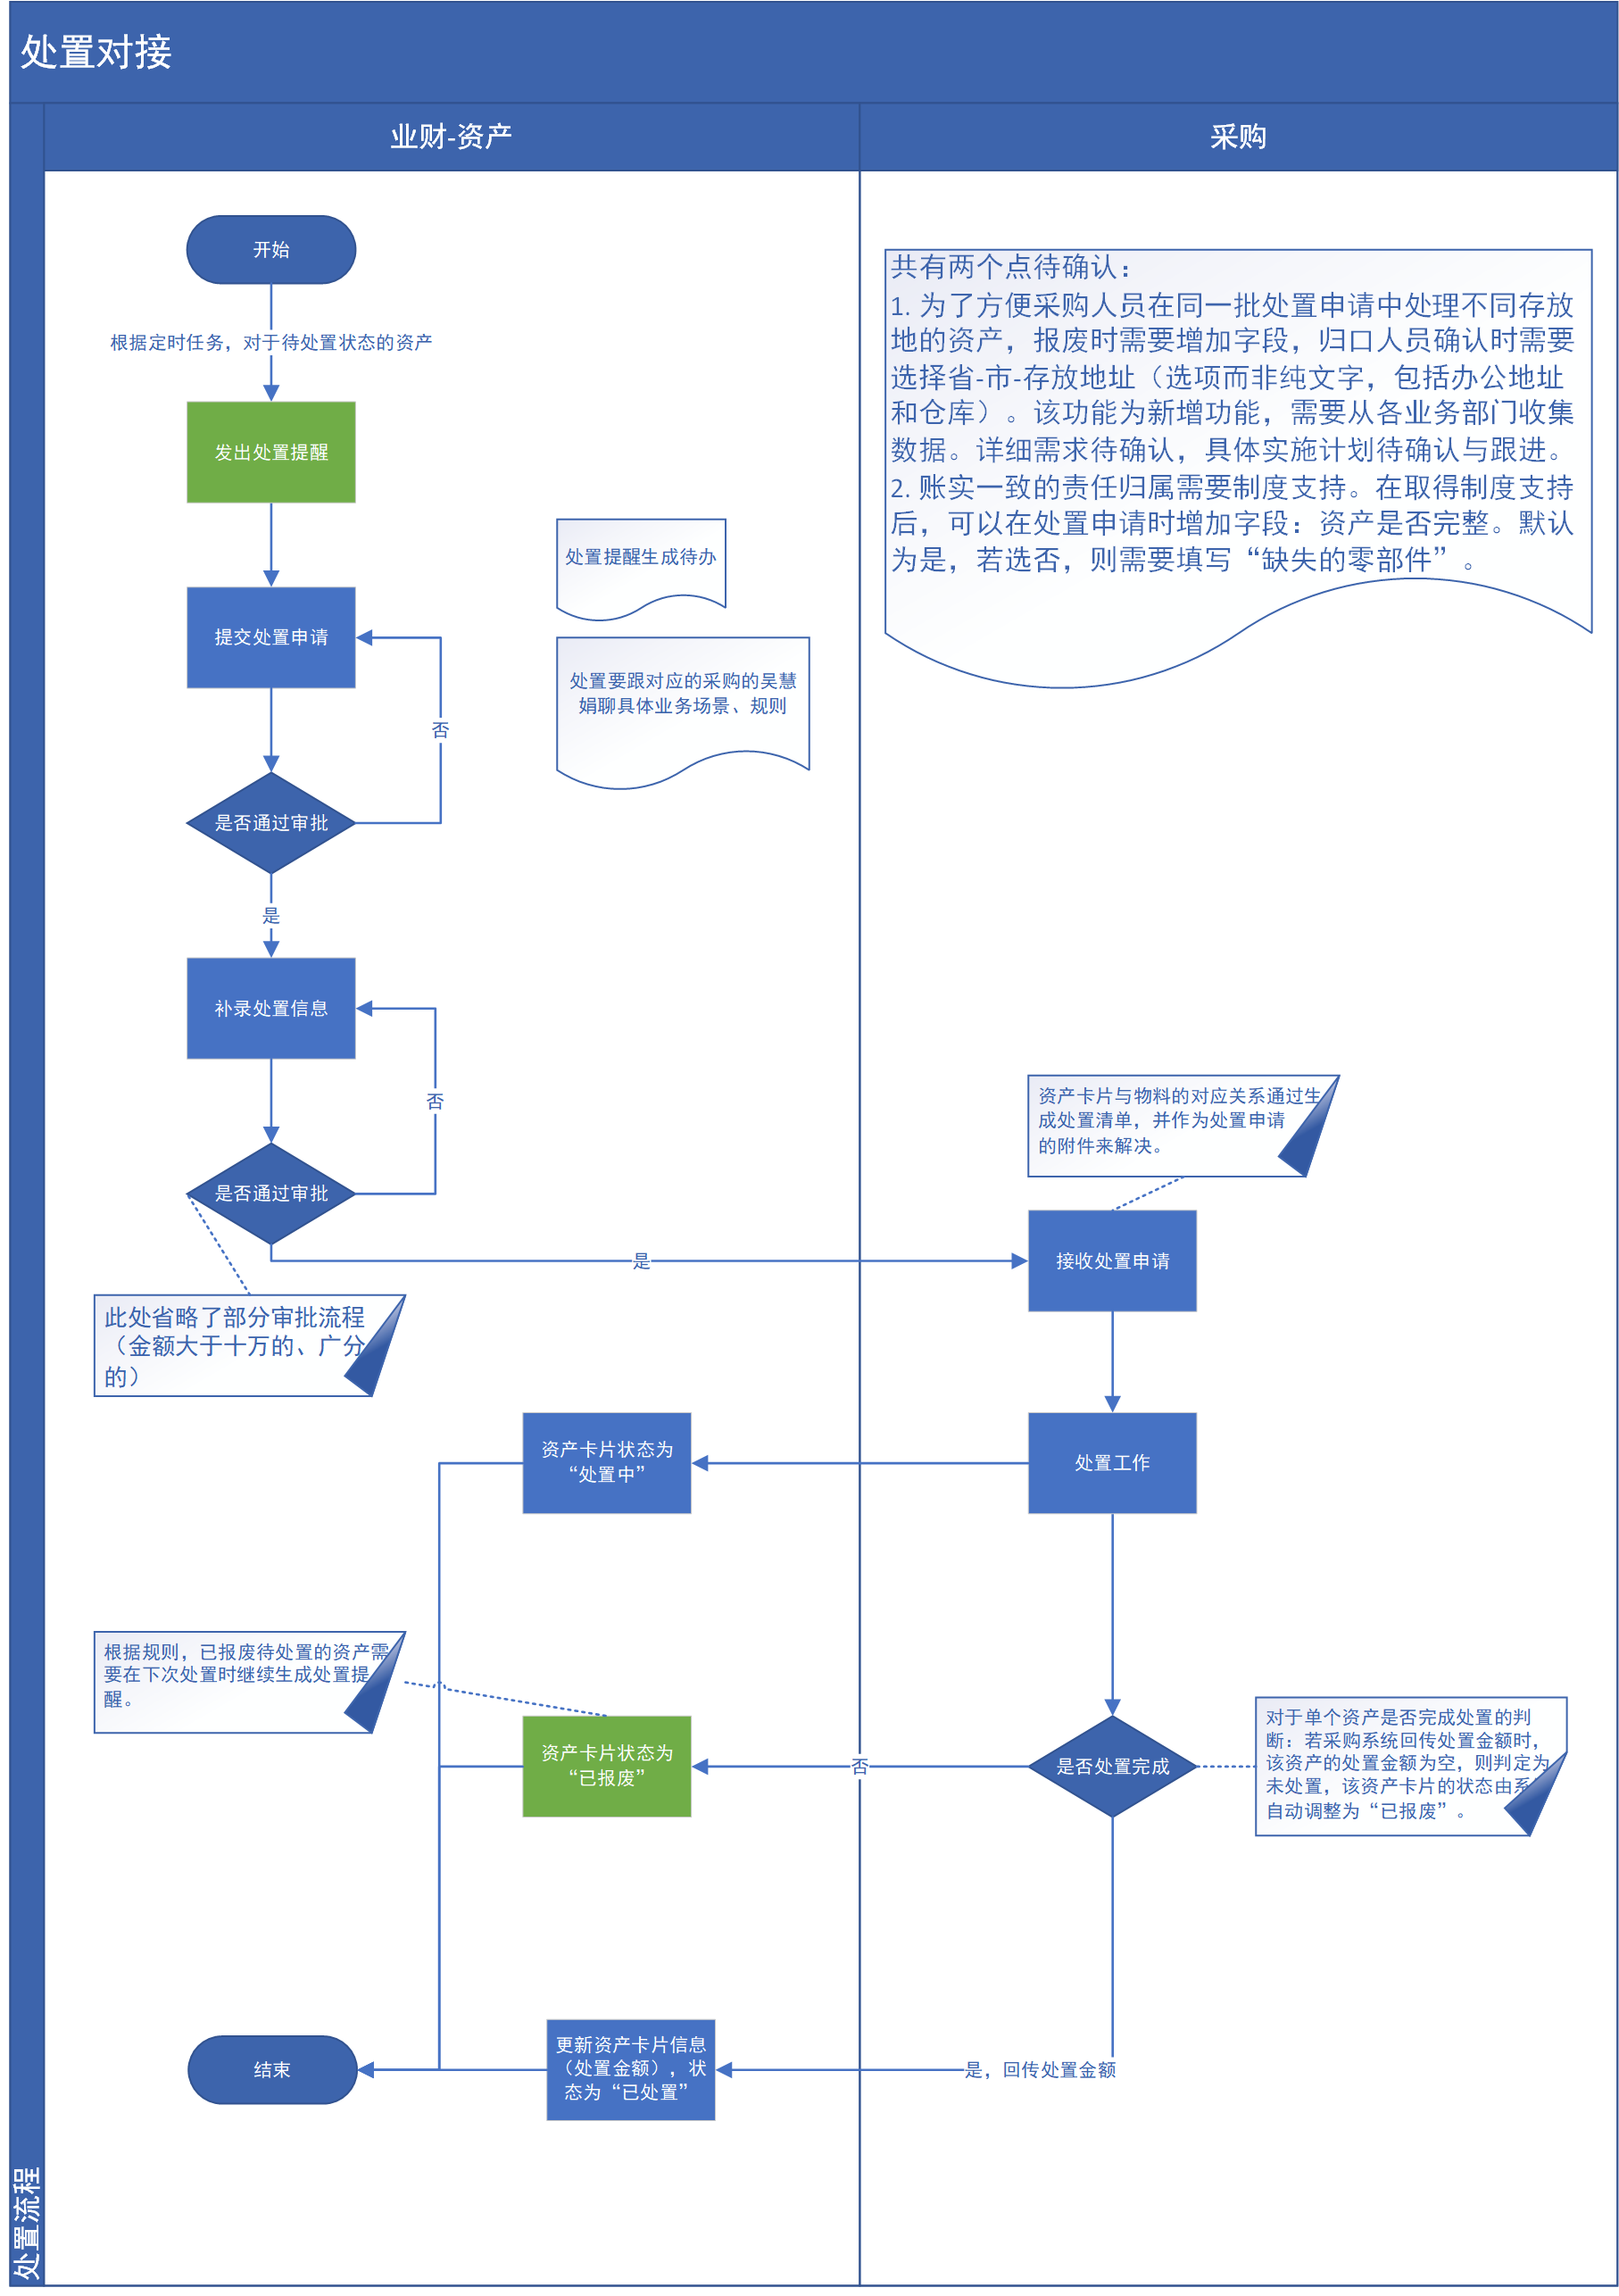 处置对接
业财-资产
采购
开始
根据定时任务，对于待处置状态的资产
发出处置提醒
提交处置申请
否
是否通过审批
是
补录处置信息
否
是否通过审批
是
此处省略了部分审批流程
（金额大于十万的、广分
的）
处置提醒生成待办
处置要跟对应的采购的吴慧
娟聊具体业务场景、规则
共有两个点待确认：
1. 为了方便采购人员在同一批处置申请中处理不同存放
地的资产，报废时需要增加字段，归口人员确认时需要
选择省-市-存放地址（选项而非纯文字，包括办公地址
和仓库）。该功能为新增功能，需要从各业务部门收集
数据。详细需求待确认，具体实施计划待确认与跟进。
2. 账实一致的责任归属需要制度支持。在取得制度支持
后，可以在处置申请时增加字段：资产是否完整。默认
为是，若选否，则需要填写“缺失的零部件”。
资产卡片与物料的对应关系通过生
成处置清单，并作为处置申请
的附件来解决。
接收处置申请
处置工作
资产卡片状态为
“处置中”
根据规则，已报废待处置的资产需
要在下次处置时继续生成处置提
醒。
资产卡片状态为
“已报废”
否
是否处置完成
对于单个资产是否完成处置的判
断：若采购系统回传处置金额时，
该资产的处置金额为空，则判定为
未处置，该资产卡片的状态由系
自动调整为“已报废”。
是，回传处置金额
更新资产卡片信息
（处置金额），状
态为“已处置”
结束
处置流程